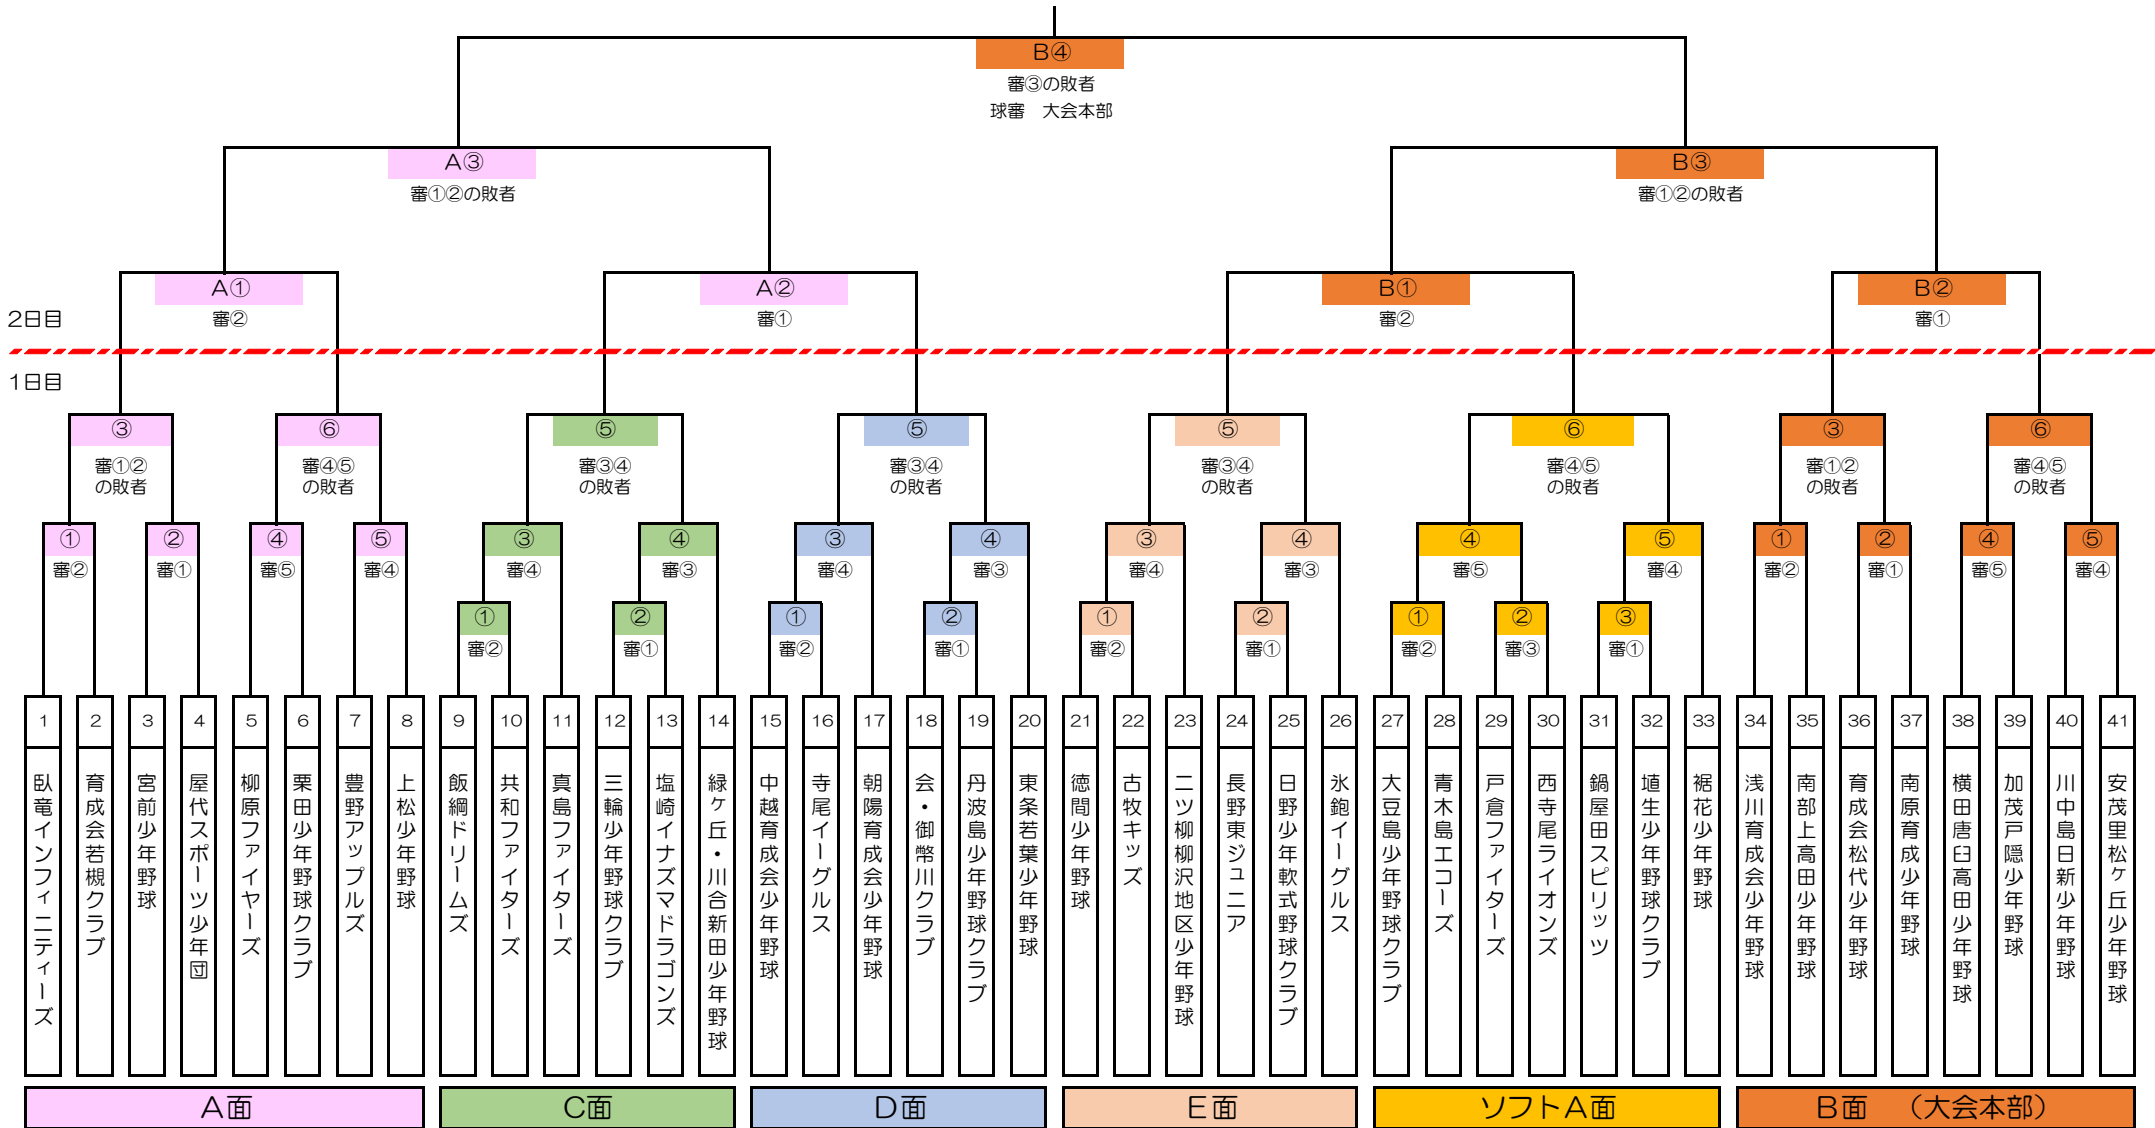 B④
審③の敗者
球審　大会本部
A③
審①②の敗者
B③
審①②の敗者
A①
審②
A②
審①
B①
審②
B②
審①
2日目
1日目
③
審①②
の敗者
⑥
審④⑤
の敗者
⑤
審③④
の敗者
⑤
審③④
の敗者
⑤
審③④
の敗者
⑥
審④⑤
の敗者
③
審①②
の敗者
⑥
審④⑤
の敗者
①
審②
②
審①
④
審⑤
⑤
審④
③
審④
④
審③
③
審④
④
審③
③
審④
④
審③
④
審⑤
⑤
審④
①
審②
②
審①
④
審⑤
⑤
審④
①
審②
②
審①
①
審②
②
審①
①
審②
②
審①
①
審②
②
審③
③
審①
1
臥竜インフィニティーズ
2
育成会若槻クラブ
3
宮前少年野球
4
屋代スポーツ少年団
5
柳原ファイヤーズ
6
栗田少年野球クラブ
7
豊野アップルズ
8
上松少年野球
9
飯綱ドリームズ
10
共和ファイターズ
11
真島ファイターズ
12
三輪少年野球クラブ
13
塩崎イナズマドラゴンズ
14
緑ケ丘・川合新田少年野球
15
中越育成会少年野球
16
寺尾イーグルス
17
朝陽育成会少年野球
18
会・御幣川クラブ
19
丹波島少年野球クラブ
20
東条若葉少年野球
21
徳間少年野球
22
古牧キッズ
23
二ツ柳柳沢地区少年野球
24
長野東ジュニア
25
日野少年軟式野球クラブ
26
氷鉋イーグルス
27
大豆島少年野球クラブ
28
青木島エコーズ
29
戸倉ファイターズ
30
西寺尾ライオンズ
31
鍋屋田スピリッツ
32
埴生少年野球クラブ
33
裾花少年野球
34
浅川育成会少年野球
35
南部上高田少年野球
36
育成会松代少年野球
37
南原育成少年野球
38
横田唐臼高田少年野球
39
加茂戸隠少年野球
40
川中島日新少年野球
41
安茂里松ケ丘少年野球
A面
C面
D面
E面
ソフトA面
B面　（大会本部）